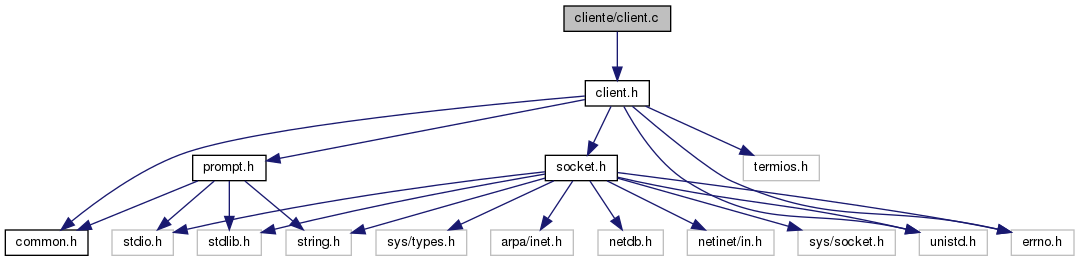 cliente/client.c
client.h
prompt.h
socket.h
termios.h
common.h
stdio.h
stdlib.h
string.h
sys/types.h
arpa/inet.h
netdb.h
netinet/in.h
sys/socket.h
unistd.h
errno.h